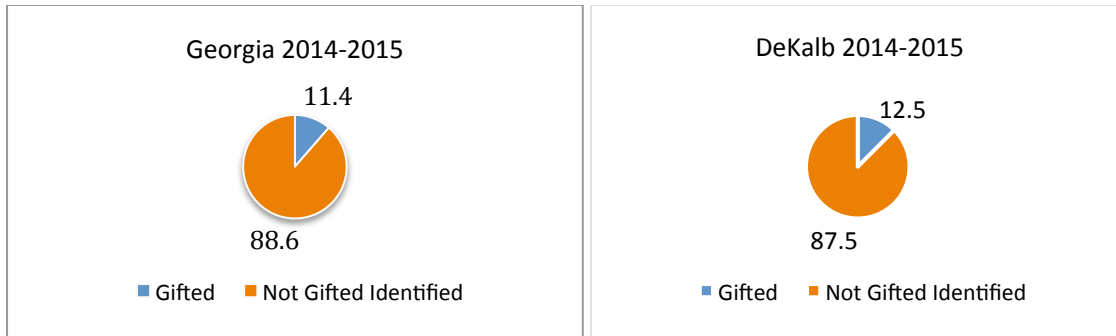 Georgia 2014-2015
11.4
88.6
Gifted Not Gifted Identified
DeKalb 2014-2015
12.5
87.5
Gifted Not Gifted Identified